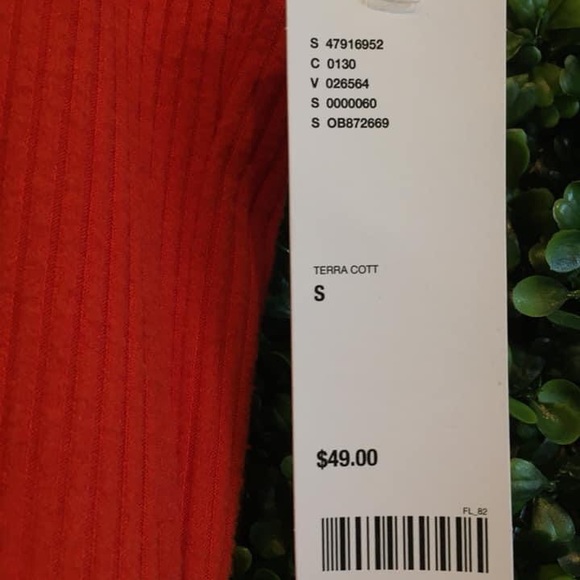 S 47916952
C 0130
V 026564
S 0000060
S OB872669
TERRA COTT
S
$49.00
FL_82